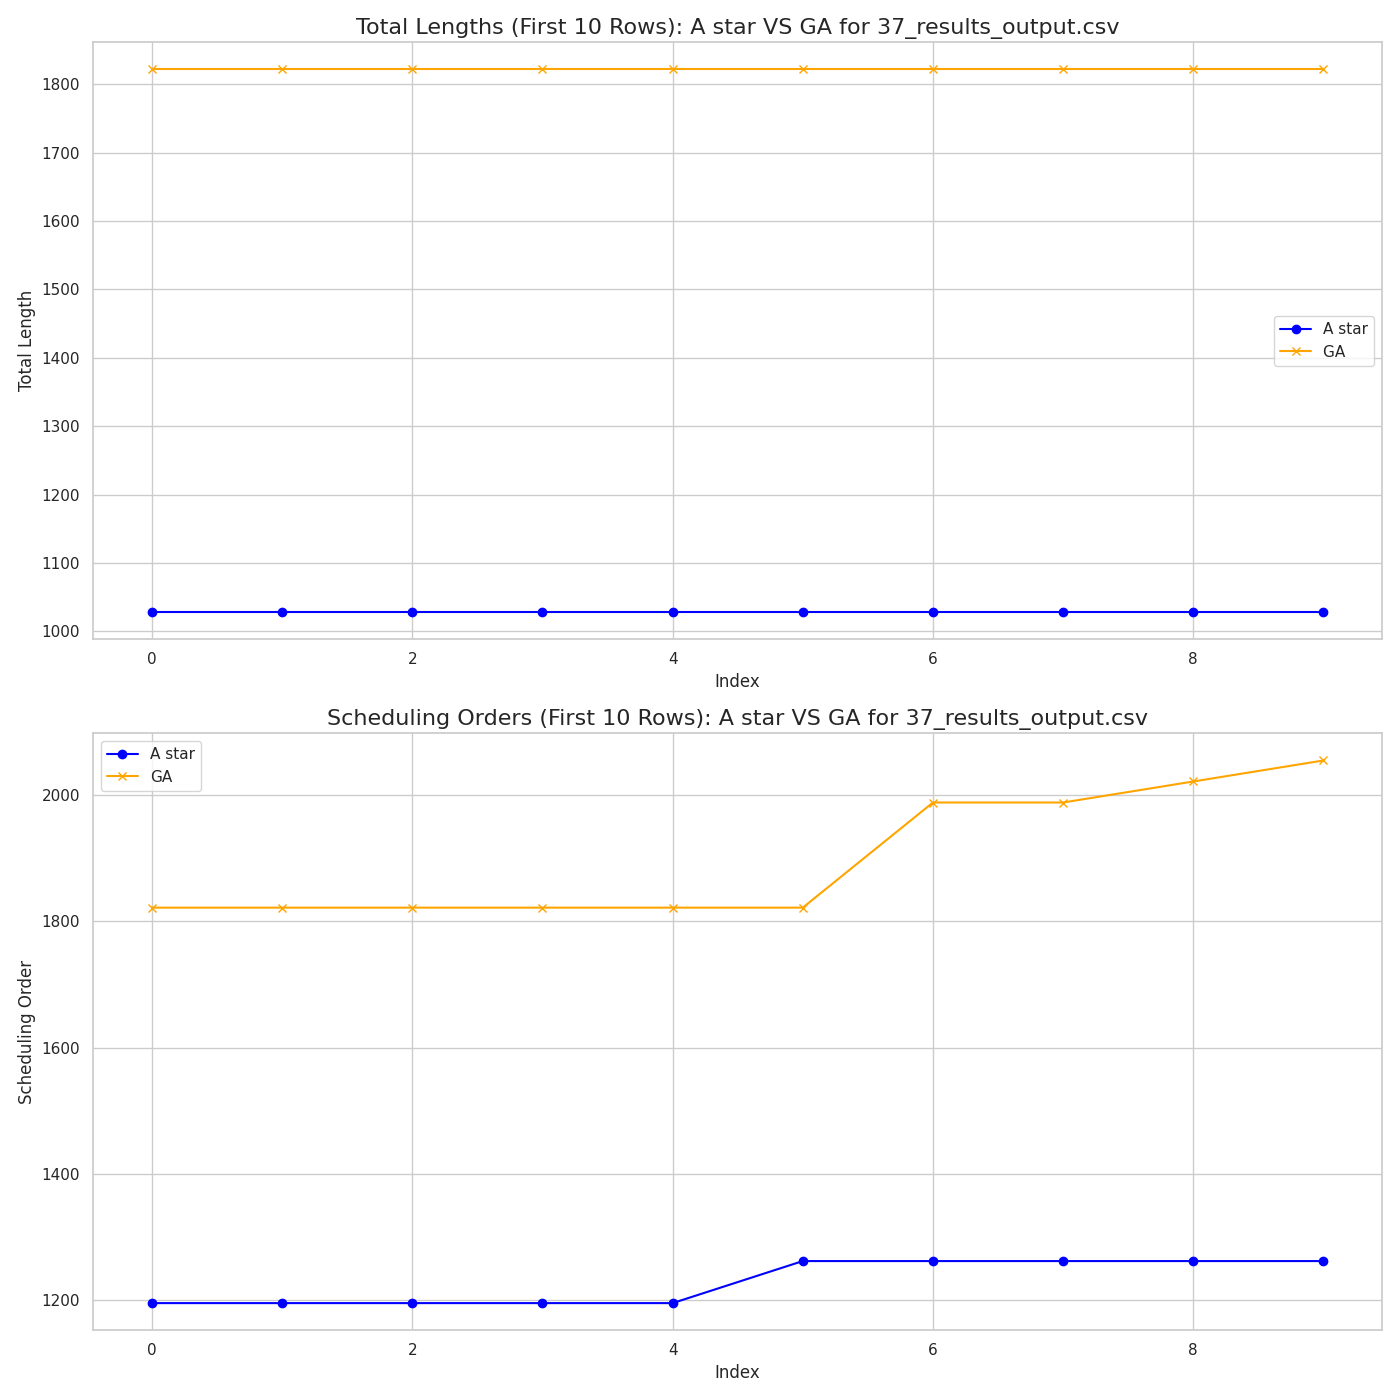 Total Lengths (First 10 Rows): A star VS GA for 37_results_output.csv
1800
1700
1600
1500
1400
1300
1200
1100
1000
Total Length
A star
GA
0 2 4 6 8
Index
Scheduling Orders (First 10 Rows): A star VS GA for 37_results_output.csv
A star
GA
2000
1800
1600
1400
1200
Scheduling Order
0 2 4 6 8
Index